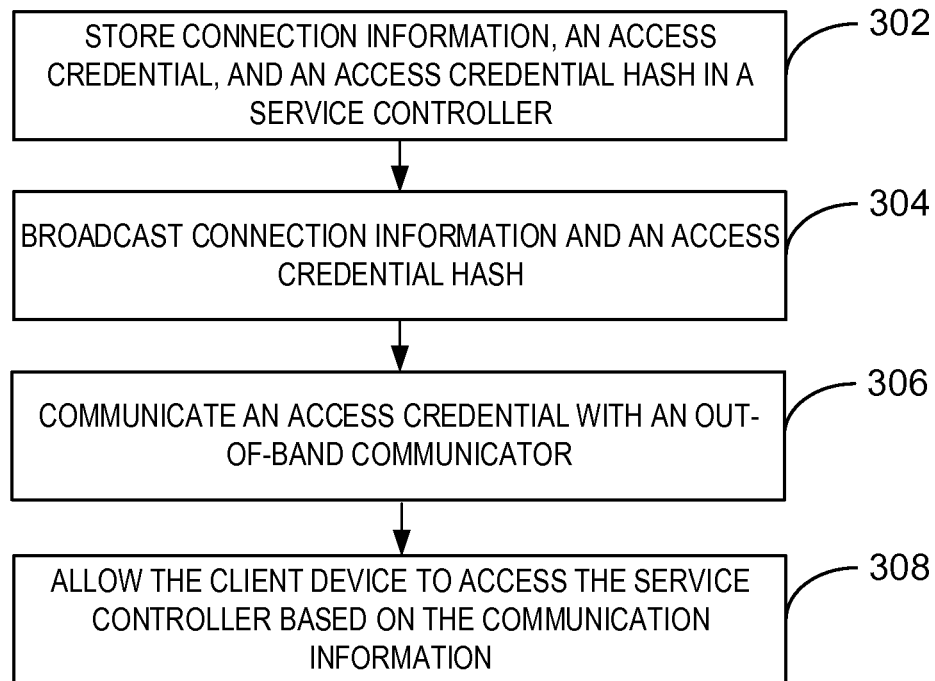 STORE CONNECTION INFORMATION, AN ACCESS
CREDENTIAL, AND AN ACCESS CREDENTIAL HASH IN A
SERVICE CONTROLLER
302
BROADCAST CONNECTION INFORMATION AND AN ACCESS
CREDENTIAL HASH
304
COMMUNICATE AN ACCESS CREDENTIAL WITH AN OUT-
OF-BAND COMMUNICATOR
306
ALLOW THE CLIENT DEVICE TO ACCESS THE SERVICE
CONTROLLER BASED ON THE COMMUNICATION
INFORMATION
308